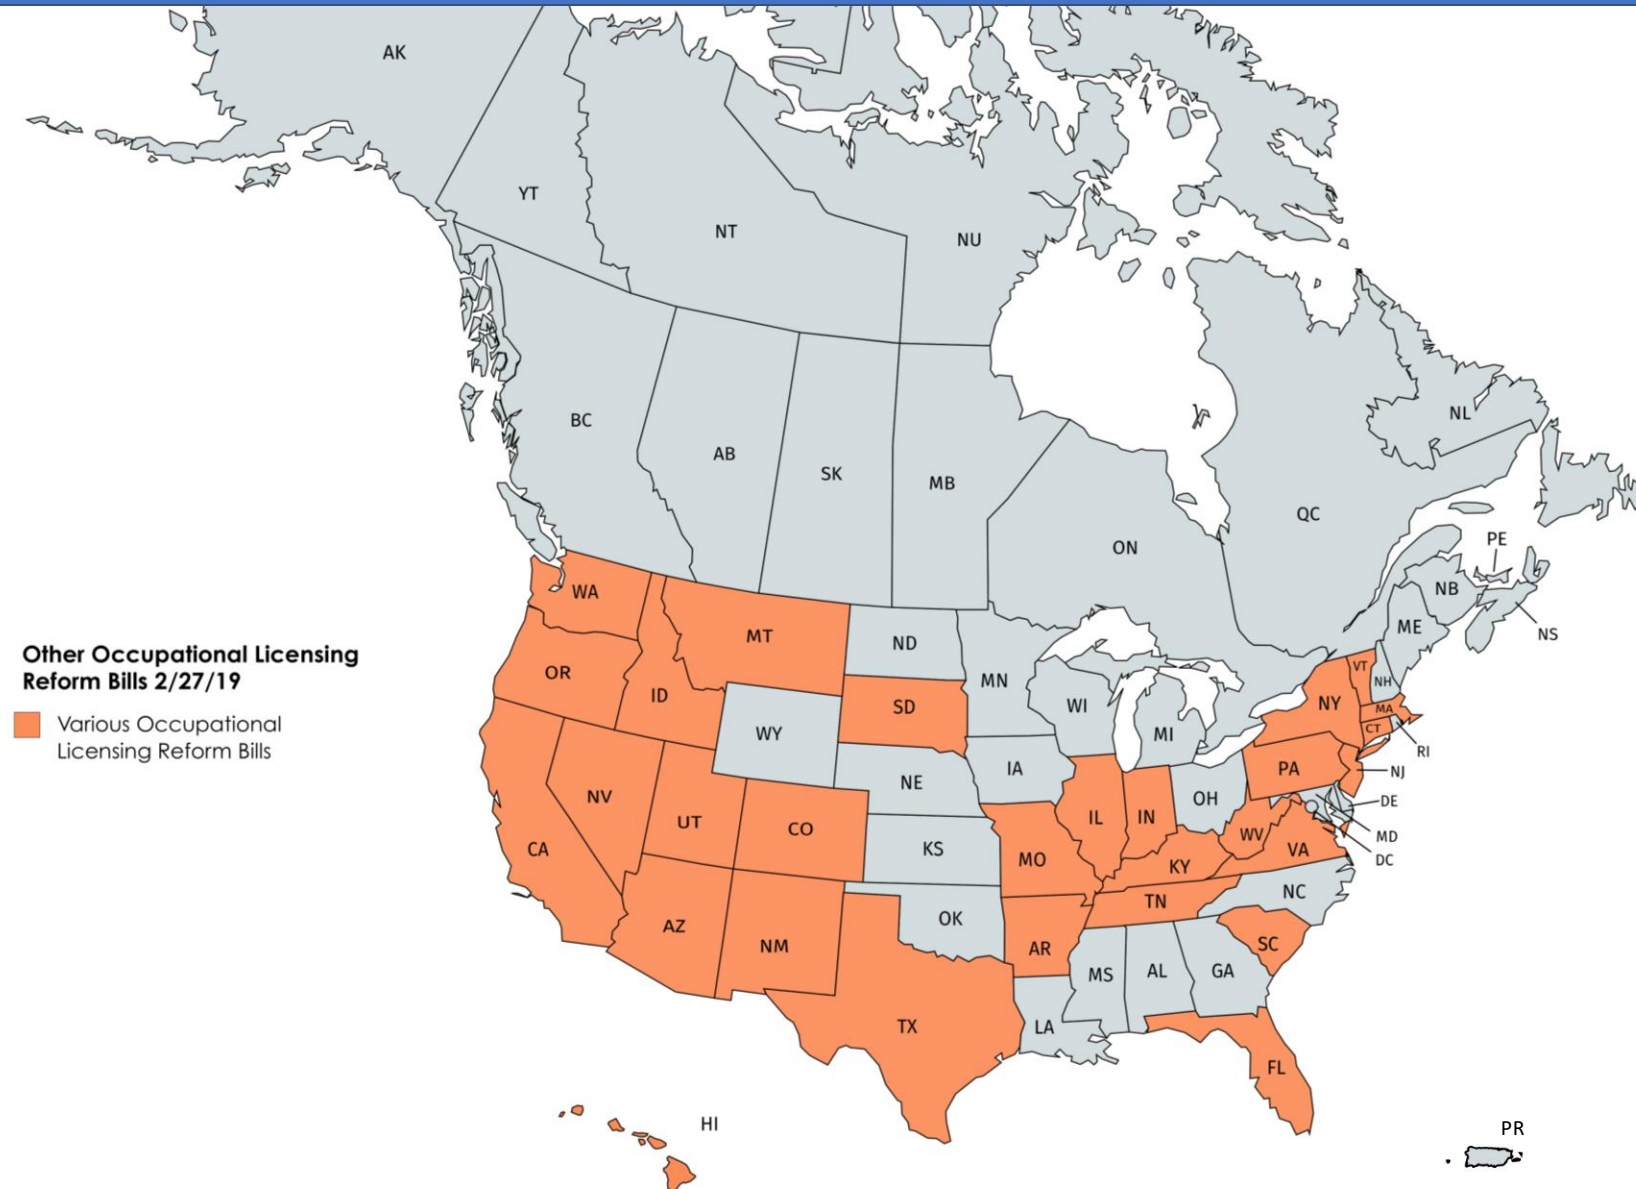 AK
YT
NT
NU
BC
AB
SK
MB
ON
QC
NL
PE
NB
NS
ME
WA
MT
ND
MN
OR
ID
SD
WI
MI
NY
VT
NH
MA
CT
RI
Other Occupational Licensing
Reform Bills 2/27/19
Various Occupational
Licensing Reform Bills
WY
IA
NE
PA
NJ
NV
UT
CO
KS
IL
IN
OH
DE
MD
DC
CA
MO
KY
WV
VA
AZ
NM
OK
AR
TN
NC
SC
MS
AL
GA
TX
LA
FL
HI
PR